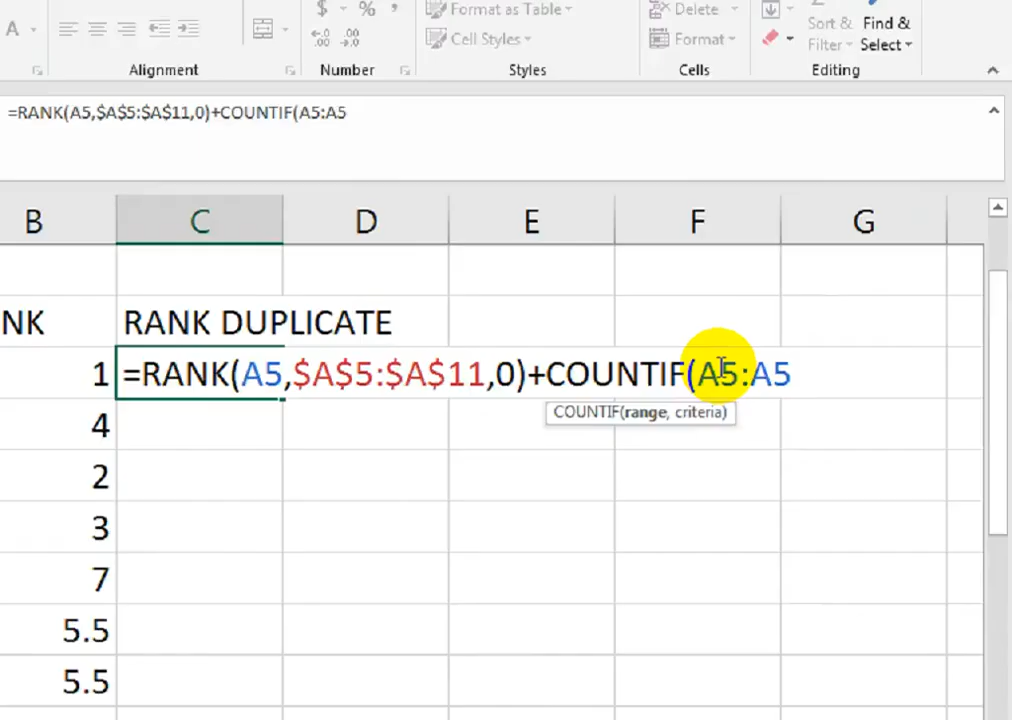 A $ % , Format as Table Delete Sort & Find &
Cell Styles Format Filter Select
Alignment Number Styles Cells Editing
=RANK(A5,$A$5:$A$11,0)+COUNTIF(A5:A5
B C D E F G
NK RANK DUPLICATE
1 =RANK(A5,$A$5:$A$11,0)+COUNTIF(A5:A5
COUNTIF(range, criteria)
4
2
3
7
5.5
5.5